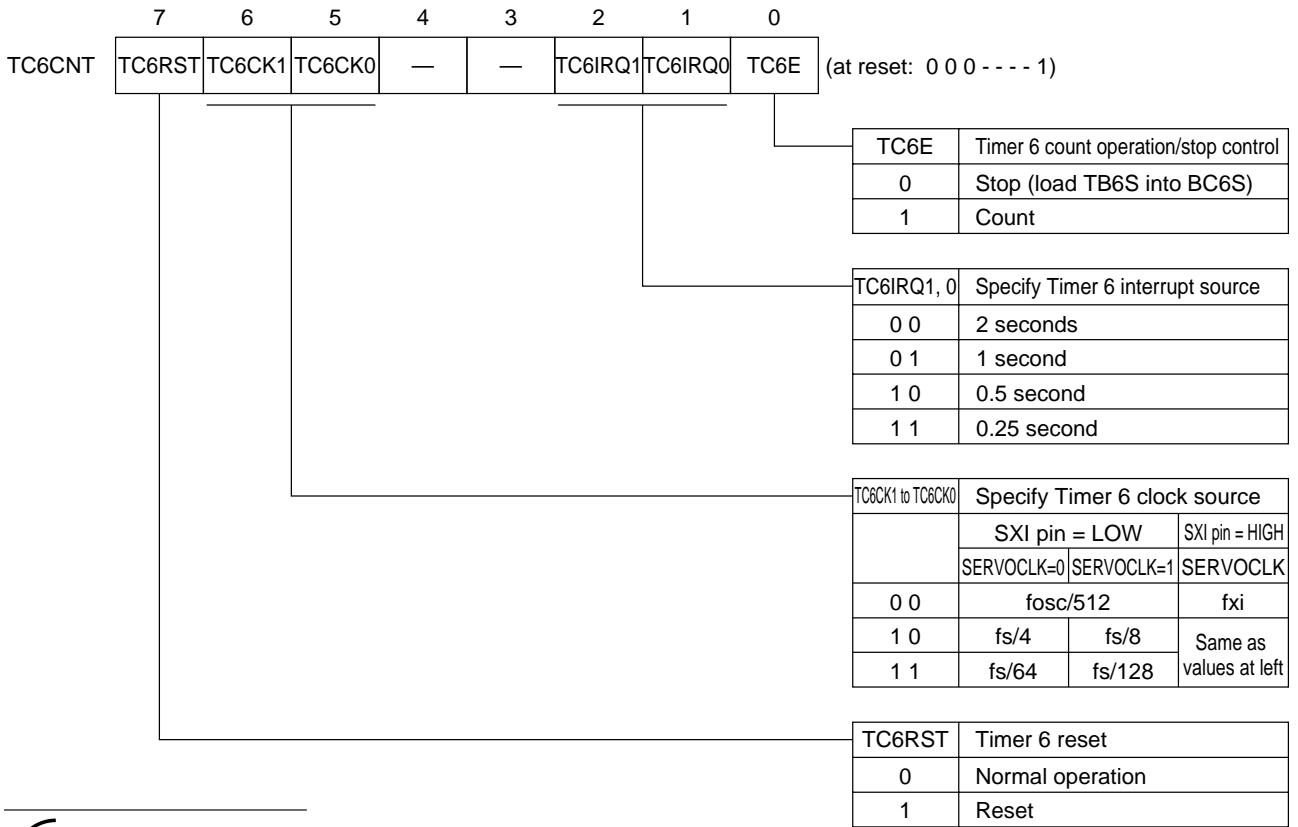 7 6 5 4 3 2 1 0
TC6CNT TC6RST TC6CK1 TC6CK0 — — TC6IRQ1 TC6IRQ0 TC6E (at reset: 0 0 0 - - - - 1)
TC6E Timer 6 count operation/stop control
0 Stop (load TB6S into BC6S)
1 Count
TC6IRQ1, 0 Specify Timer 6 interrupt source
0 0 2 seconds
0 1 1 second
1 0 0.5 second
1 1 0.25 second
TC6CK1 to TC6CK0 Specify Timer 6 clock source
SXI pin = LOW SXI pin = HIGH
SERVOCLK=0 SERVOCLK=1 SERVOCLK
0 0 fosc/512 fxi
1 0 fs/4 fs/8 Same as
1 1 fs/64 fs/128 values at left
TC6RST Timer 6 reset
0 Normal operation
1 Reset